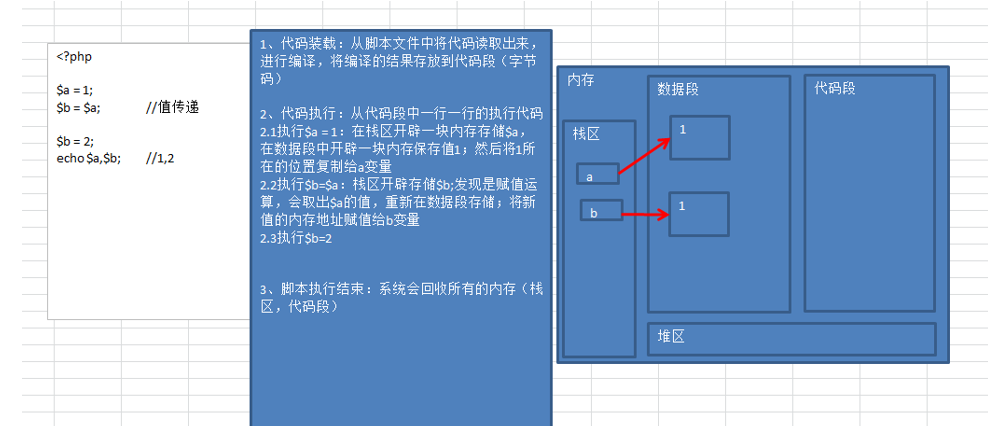 <?php
$a = 1;
$b = $a; //值传递
$b = 2;
echo $a,$b; //1,2
1、代码装载：从脚本文件中将代码读取出来，
进行编译，将编译的结果存放到代码段（字节
码）
2、代码执行：从代码段中一行一行的执行代码
2.1执行$a = 1：在栈区开辟一块内存存储$a，
在数据段中开辟一块内存保存值1；然后将1所
在的位置复制给a变量
2.2执行$b=$a：栈区开辟存储$b;发现是赋值运
算，会取出$a的值，重新在数据段存储；将新
值的内存地址赋值给b变量
2.3执行$b=2
3、脚本执行结束：系统会回收所有的内存（栈
区，代码段）
内存
数据段
代码段
栈区
1
a
1
b
堆区